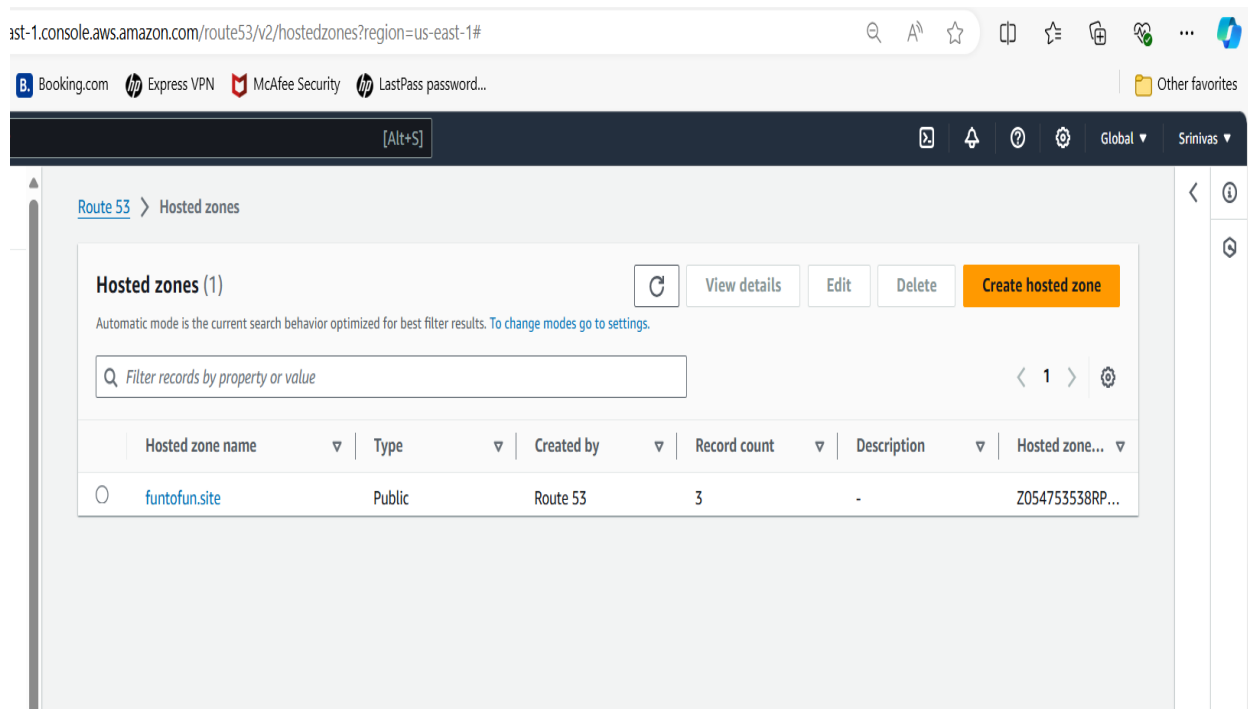 ast-1.console.aws.amazon.com/route53/v2/hostedzones?region=us-east-1#
B. Booking.com hp Express VPN McAfee Security hp LastPass password... Other favorites
[Alt+S] Global Srinivas
Route 53 > Hosted zones
Hosted zones (1) View details Edit Delete Create hosted zone
Automatic mode is the current search behavior optimized for best filter results. To change modes go to settings.
Filter records by property or value 1
Hosted zone name Type Created by Record count Description Hosted zone...
funtofun.site Public Route 53 3 - Z054753538RP...